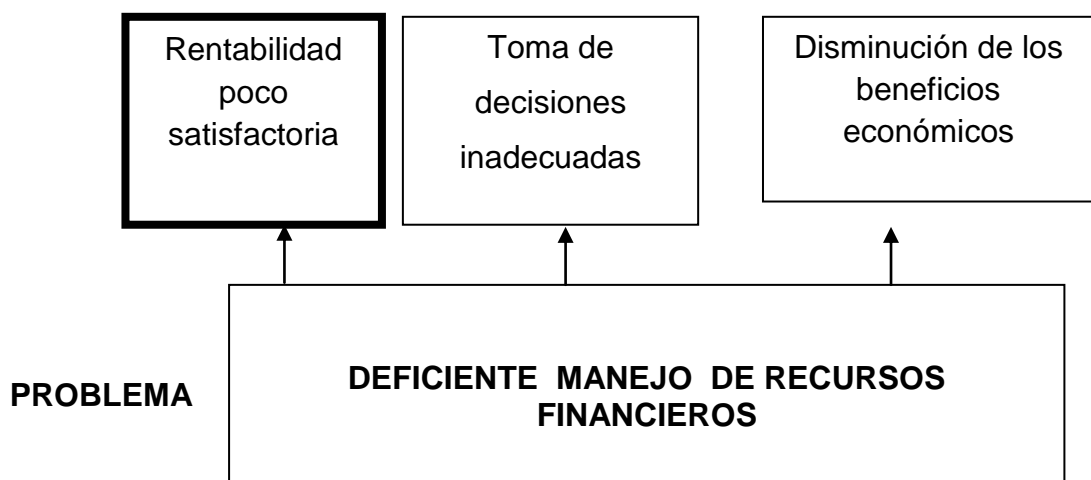 Rentabilidad
poco
satisfactoria
Toma de
decisiones
inadecuadas
Disminución de los
beneficios
económicos
PROBLEMA
DEFICIENTE MANEJO DE RECURSOS
FINANCIEROS